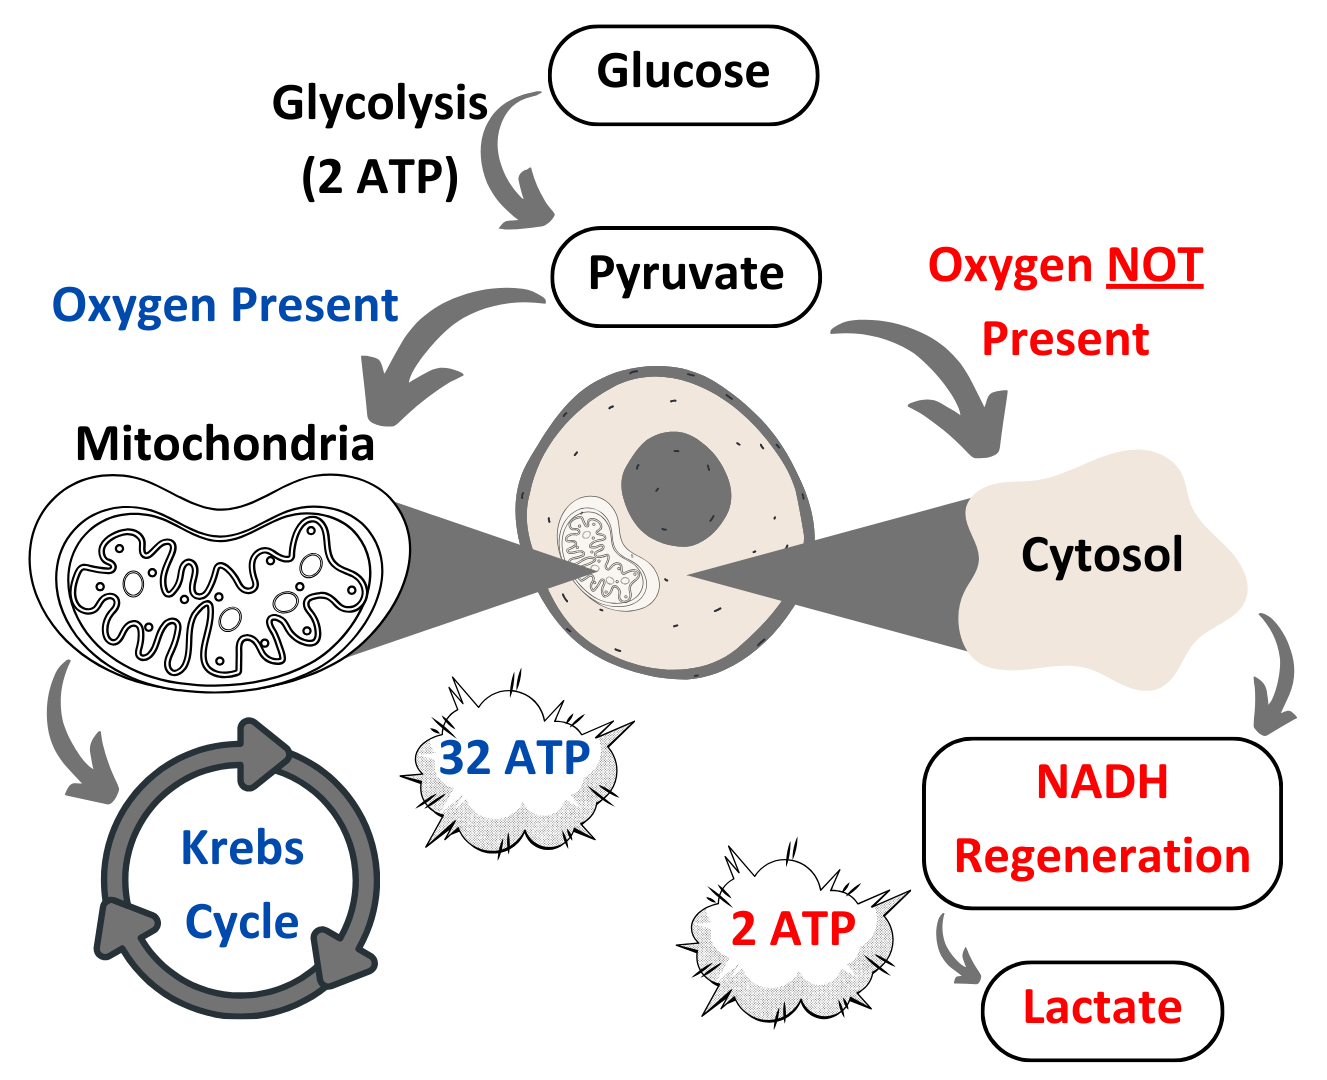 Glucose
Glycolysis
(2 ATP)
Pyruvate
Oxygen Present
Oxygen NOT
Present
Mitochondria
Cytosol
32 ATP
Krebs
Cycle
NADH
Regeneration
2 ATP
Lactate